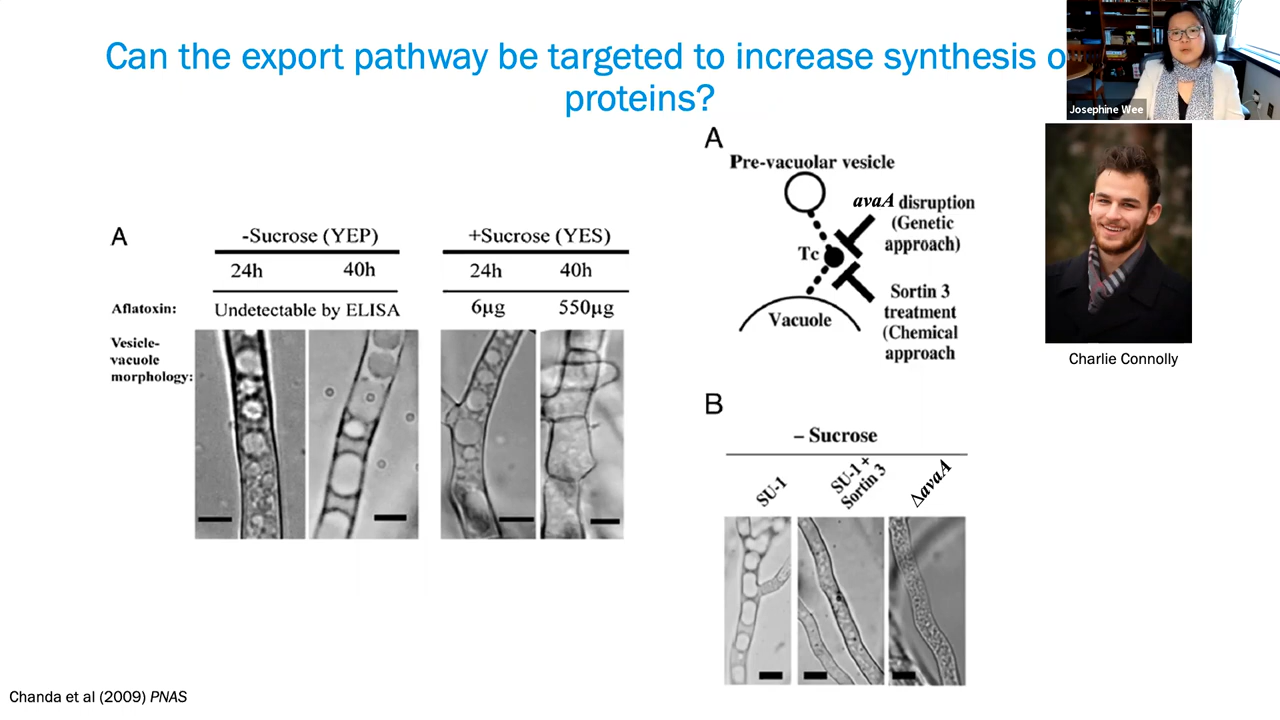 Can the export pathway be targeted to increase synthesis
proteins?
Josephine Wee
A
-Sucrose (YEP)
+Sucrose (YES)
24h
40h
24h
40h
Aflatoxin:
Undetectable by ELISA
6μg
550μg
Vesicle-
vacuole
morphology:
A
Pre-vacuolar vesicle
avaA disruption
(Genetic
approach)
Tc
Sortin 3
treatment
(Chemical
approach
Vacuole
Charlie Connolly
B
– Sucrose
SU-1
SU-1 +
Sortin 3
ΔavaA
Chanda et al (2009) PNAS